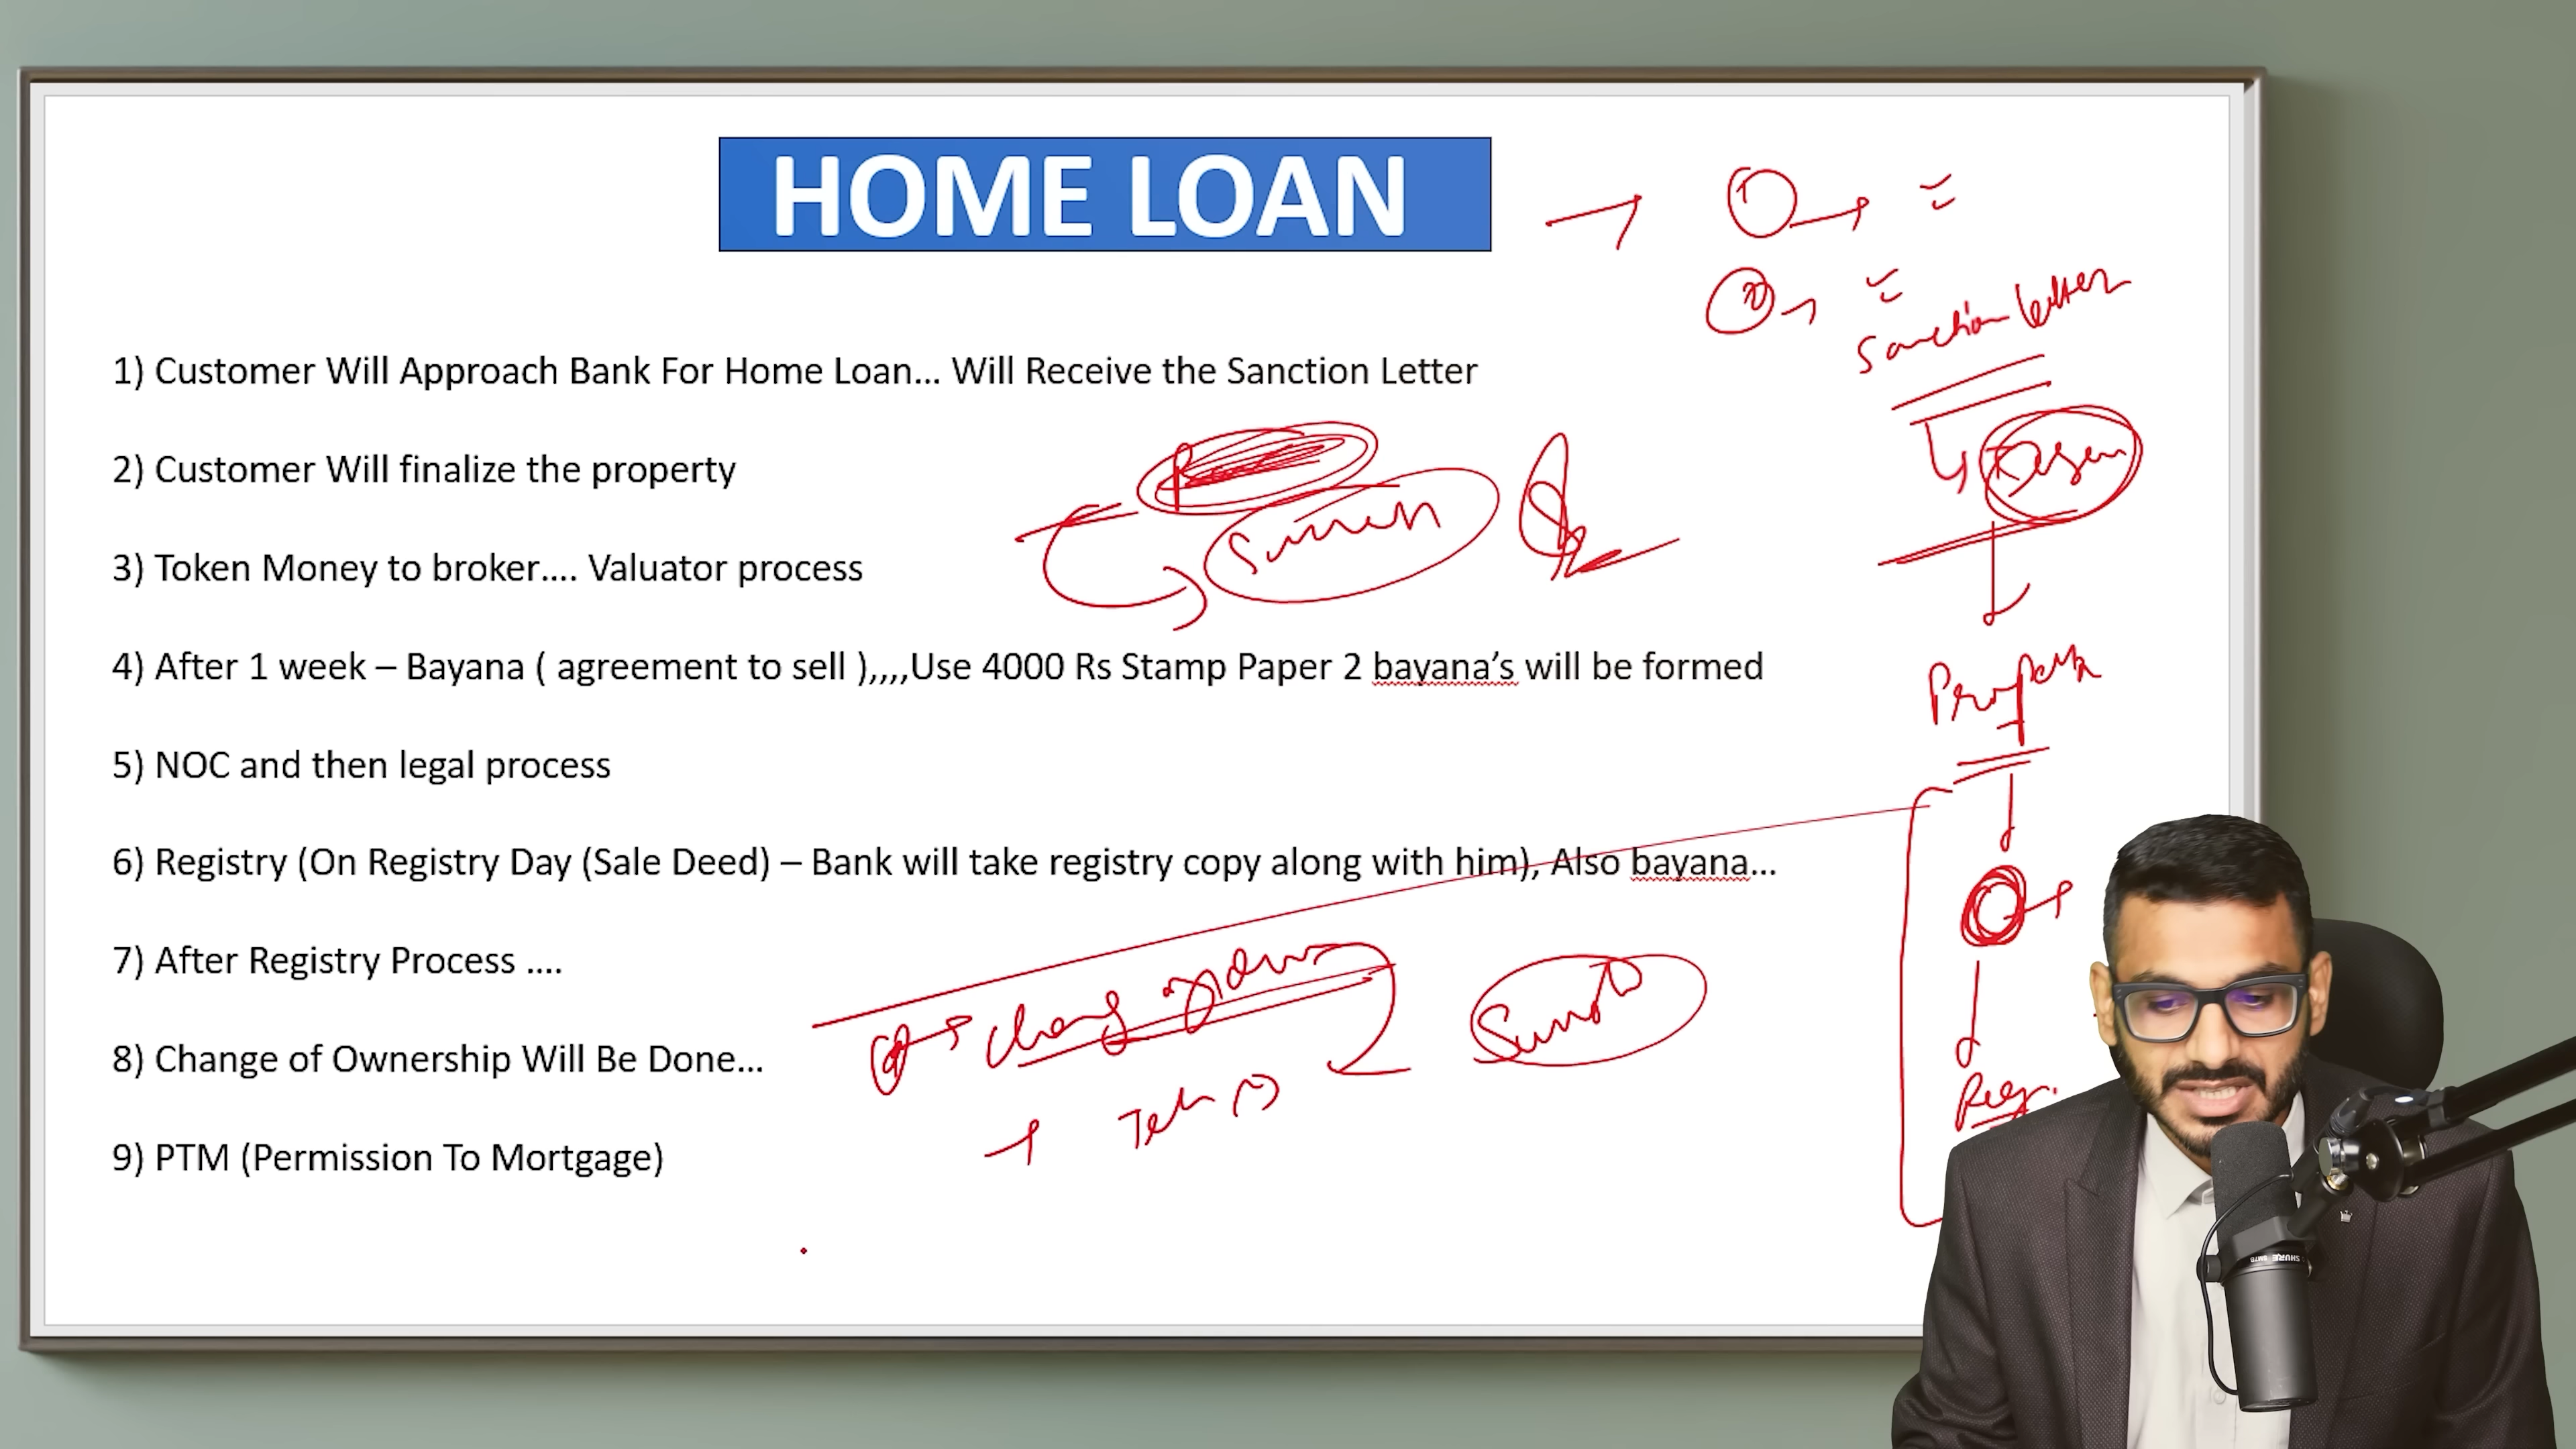 HOME LOAN
Sanction letter
1) Customer Will Approach Bank For Home Loan... Will Receive the Sanction Letter
2) Customer Will finalize the property
3) Token Money to broker.... Valuator process
4) After 1 week – Bayana ( agreement to sell ),,,,Use 4000 Rs Stamp Paper 2 bayana's will be formed
Property
5) NOC and then legal process
6) Registry (On Registry Day (Sale Deed) – Bank will take registry copy along with him), Also bayana...
7) After Registry Process ....
8) Change of Ownership Will Be Done...
9) PTM (Permission To Mortgage)
SHURE SM7B